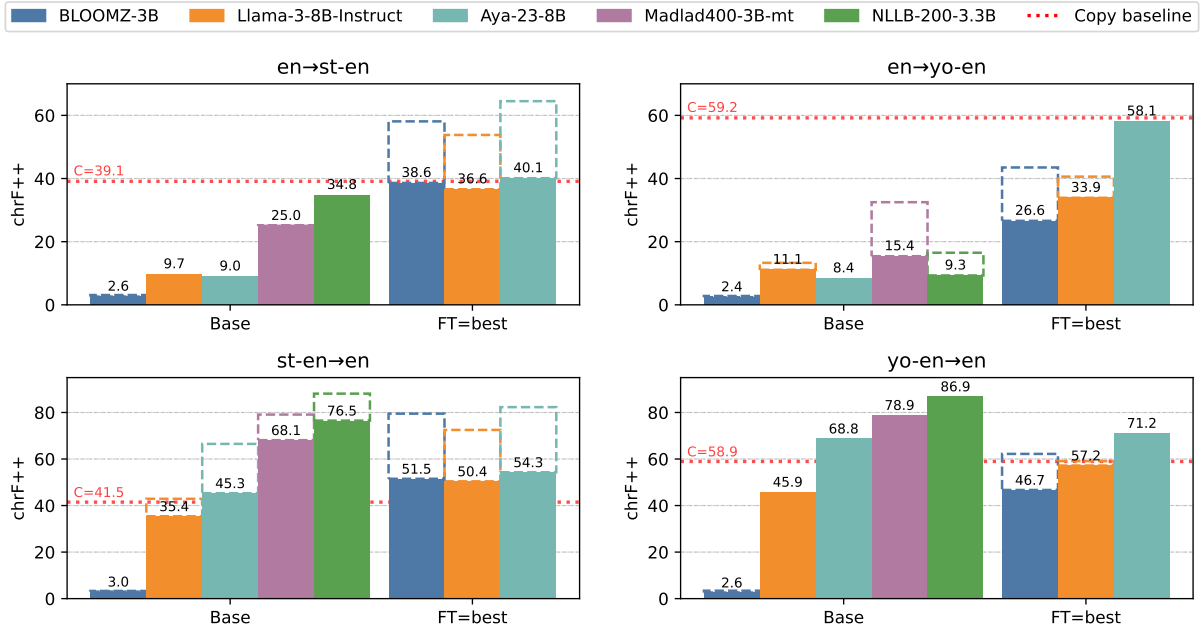 BLOOMZ-3B Llama-3-8B-Instruct Aya-23-8B Madlad400-3B-mt NLLB-200-3.3B Copy baseline
en→st-en
chrF++
60
40
20
0
C=39.1
2.6
9.7
9.0
25.0
34.8
38.6
36.6
40.1
Base
FT=best
en→yo-en
chrF++
60
40
20
0
C=59.2
2.4
11.1
8.4
15.4
9.3
26.6
33.9
58.1
Base
FT=best
st-en→en
chrF++
80
60
40
20
0
C=41.5
3.0
35.4
45.3
68.1
76.5
51.5
50.4
54.3
Base
FT=best
yo-en→en
chrF++
80
60
40
20
0
C=58.9
2.6
45.9
68.8
78.9
86.9
46.7
57.2
71.2
Base
FT=best